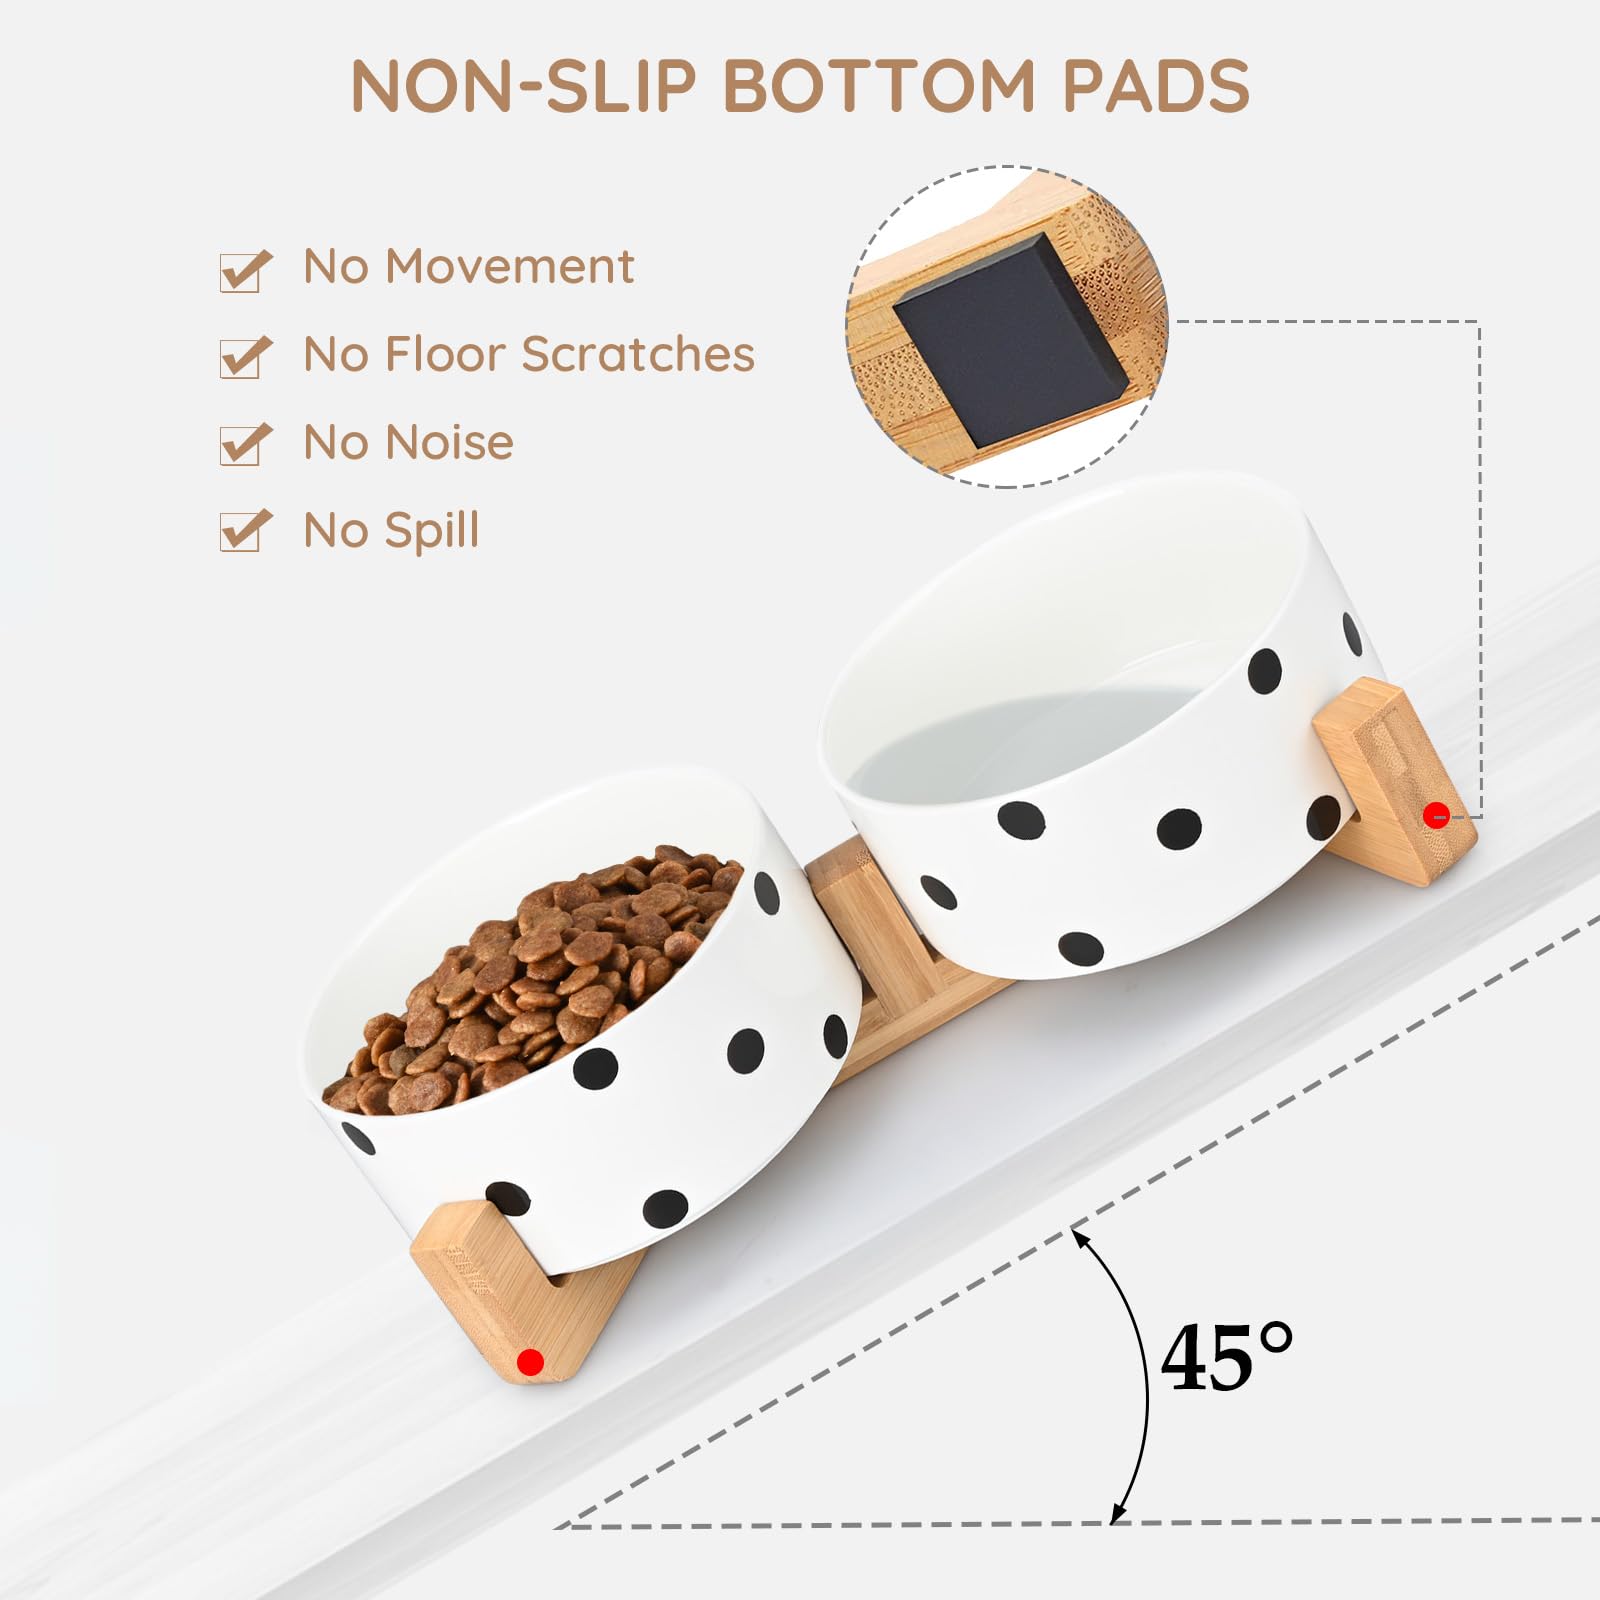 NON-SLIP BOTTOM PADS
No Movement
No Floor Scratches
No Noise
No Spill
45°